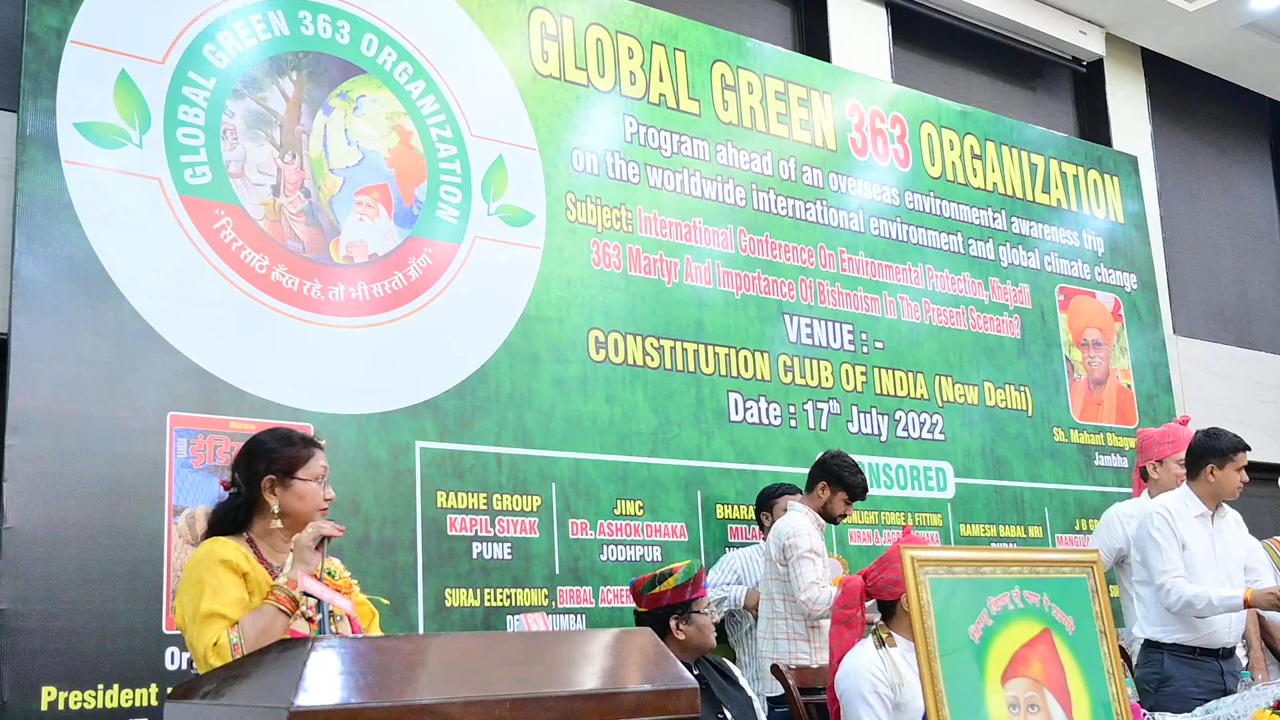 GLOBAL GREEN 363 ORGANIZATION
"सिर साठे रूँख रहे, तो भी सस्तो जाँण"
GLOBAL GREEN 363 ORGANIZATION
Program ahead of an overseas environmental awareness trip
on the worldwide international environment and global climate change
Subject: International Conference On Environmental Protection, Khejadli
363 Martyr And Importance Of Bishnoism In The Present Scenario?
VENUE : -
CONSTITUTION CLUB OF INDIA (New Delhi)
Date : 17th July 2022
Sh. Mahant
Jambha
RADHE GROUP
KAPIL SIYAK
PUNE
JINC
DR. ASHOK DHAKA
JODHPUR
FORGE & FITTING
KIRAN &
RAMESH BABAL NRI
SURAJ ELECTRONIC , BIRBAL
President